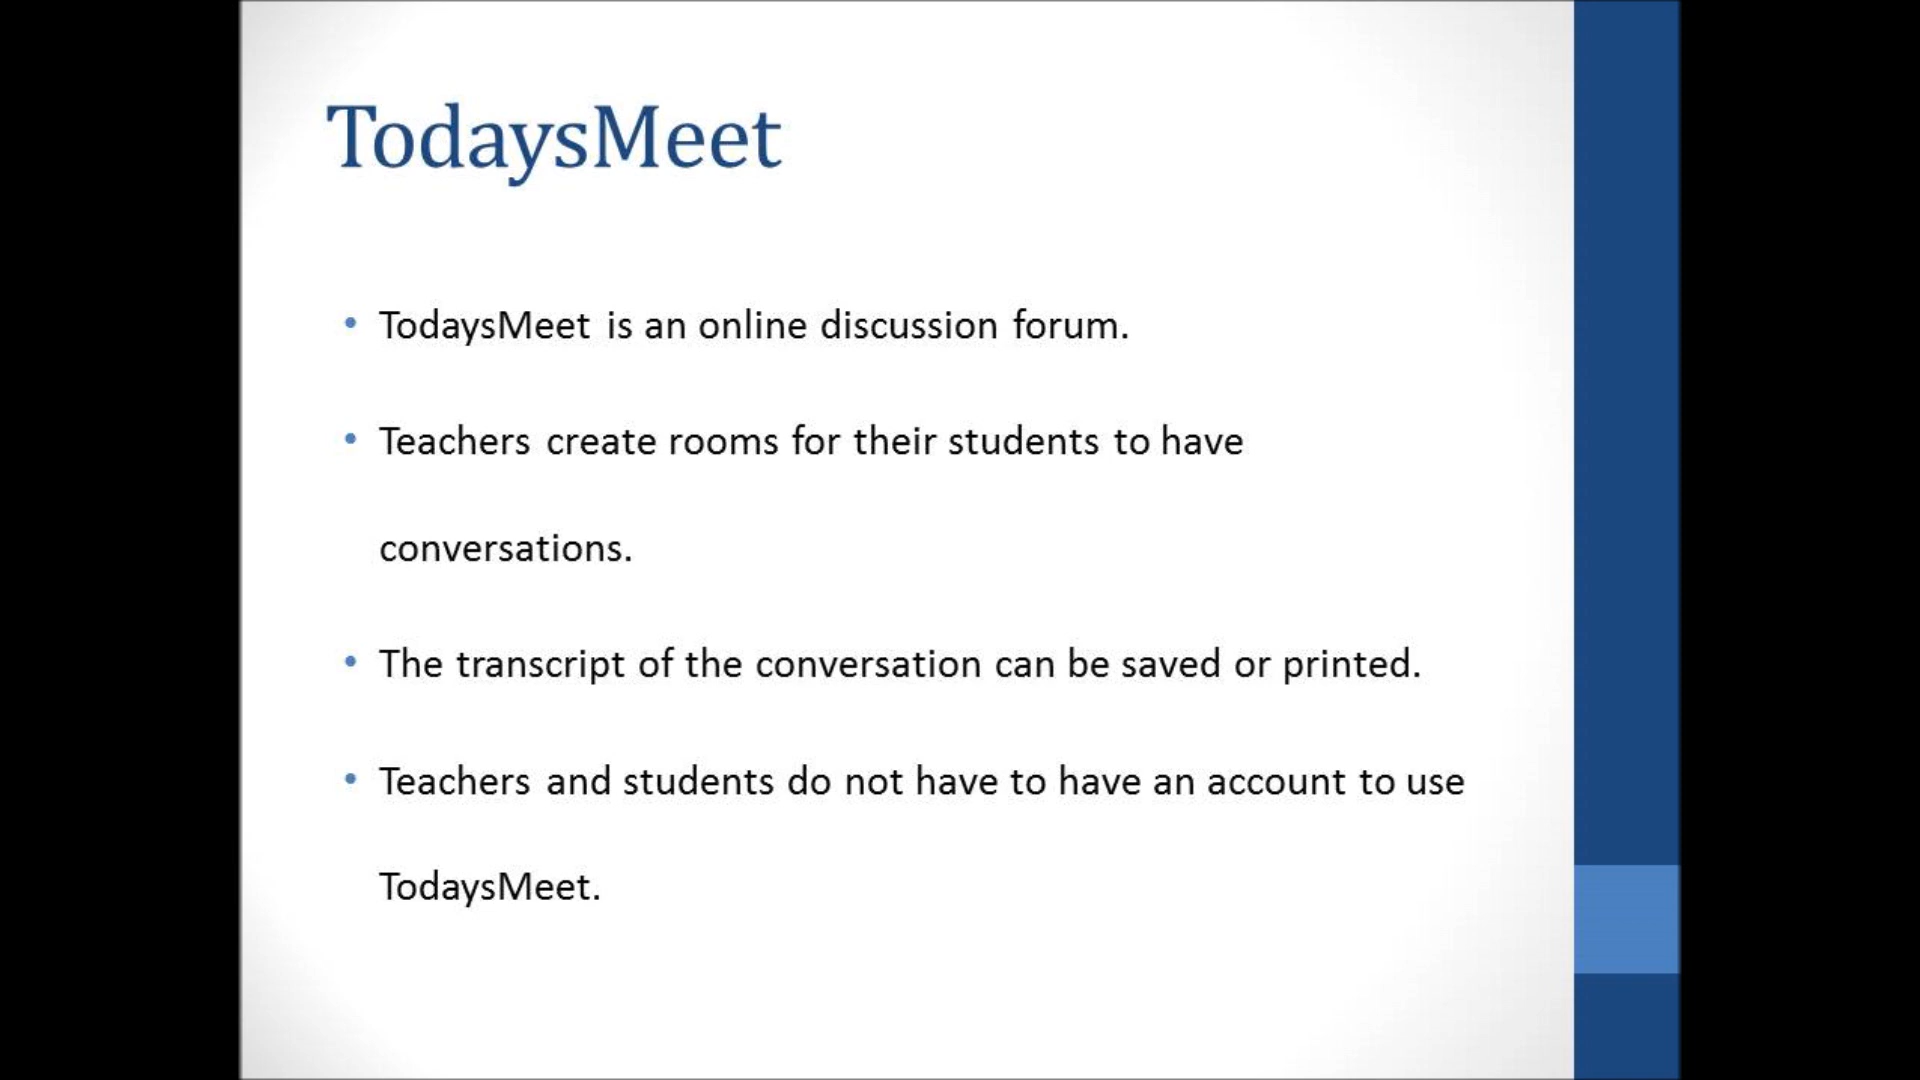 TodaysMeet
• TodaysMeet is an online discussion forum.
• Teachers create rooms for their students to have
conversations.
• The transcript of the conversation can be saved or printed.
• Teachers and students do not have to have an account to use
TodaysMeet.